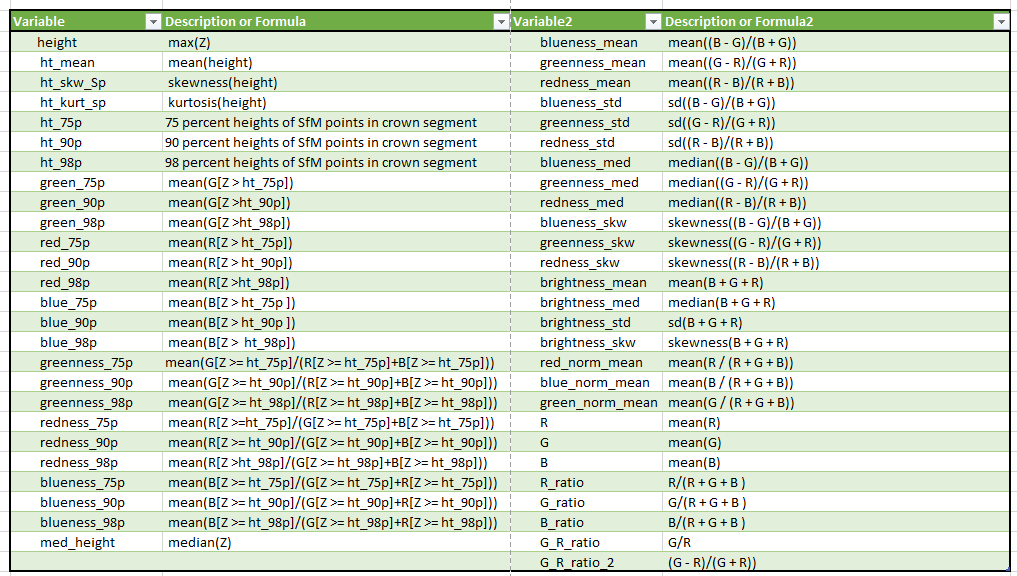 Variable Description or Formula Variable2 Description or Formula2
height max(Z) blueness_mean mean((B - G)/(B + G))
ht_mean mean(height) greenness_mean mean((G - R)/(G + R))
ht_skw_Sp skewness(height) redness_mean mean((R - B)/(R + B))
ht_kurt_sp kurtosis(height) blueness_std sd((B - G)/(B + G))
ht_75p 75 percent heights of SfM points in crown segment greenness_std sd((G - R)/(G + R))
ht_90p 90 percent heights of SfM points in crown segment redness_std sd((R - B)/(R + B))
ht_98p 98 percent heights of SfM points in crown segment blueness_med median((B - G)/(B + G))
green_75p mean(G[Z > ht_75p]) greenness_med median((G - R)/(G + R))
green_90p mean(G[Z >ht_90p]) redness_med median((R - B)/(R + B))
green_98p mean(G[Z >ht_98p]) blueness_skw skewness((B - G)/(B + G))
red_75p mean(R[Z > ht_75p]) greenness_skw skewness((G - R)/(G + R))
red_90p mean(R[Z > ht_90p]) redness_skw skewness((R - B)/(R + B))
red_98p mean(R[Z >ht_98p]) brightness_mean mean(B + G + R)
blue_75p mean(B[Z > ht_75p ]) brightness_med median(B + G + R)
blue_90p mean(B[Z > ht_90p ]) brightness_std sd(B + G + R)
blue_98p mean(B[Z > ht_98p]) brightness_skw skewness(B + G + R)
greenness_75p mean(G[Z >= ht_75p]/(R[Z >= ht_75p]+B[Z >= ht_75p])) red_norm_mean mean(R / (R + G + B))
greenness_90p mean(G[Z >= ht_90p]/(R[Z >= ht_90p]+B[Z >= ht_90p])) blue_norm_mean mean(B / (R + G + B))
greenness_98p mean(G[Z >= ht_98p]/(R[Z >= ht_98p]+B[Z >= ht_98p])) green_norm_mean mean(G / (R + G + B))
redness_75p mean(R[Z >=ht_75p]/(G[Z >= ht_75p]+B[Z >= ht_75p])) R mean(R)
redness_90p mean(R[Z >= ht_90p]/(G[Z >= ht_90p]+B[Z >= ht_90p])) G mean(G)
redness_98p mean(R[Z >ht_98p]/(G[Z >= ht_98p]+B[Z >= ht_98p])) B mean(B)
blueness_75p mean(B[Z >= ht_75p]/(G[Z >= ht_75p]+R[Z >= ht_75p])) R_ratio R/(R + G + B )
blueness_90p mean(B[Z >= ht_90p]/(G[Z >= ht_90p]+R[Z >= ht_90p])) G_ratio G/(R + G + B )
blueness_98p mean(B[Z >= ht_98p]/(G[Z >= ht_98p]+R[Z >= ht_98p])) B_ratio B/(R + G + B )
med_height median(Z) G_R_ratio G/R
G_R_ratio_2 (G - R)/(G + R))